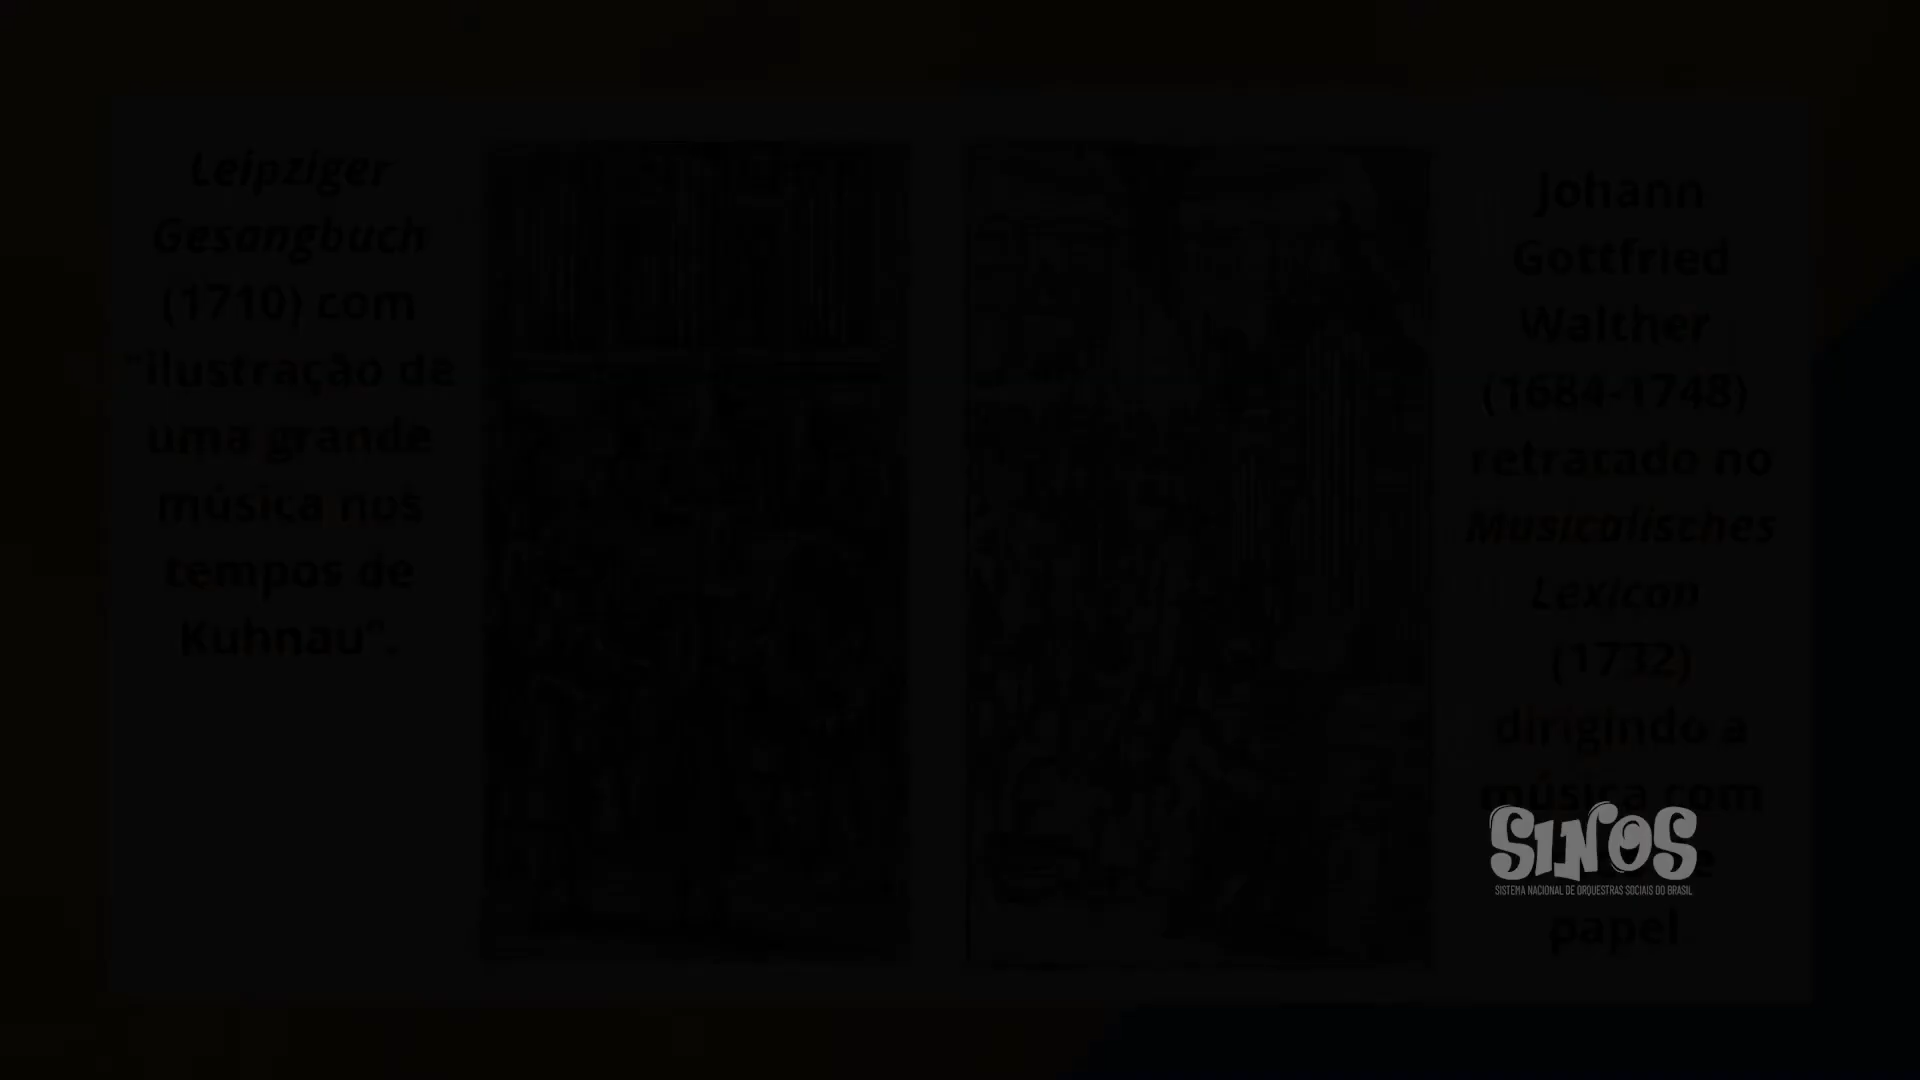 Leipziger
Gesangbuch
(1710) com
"ilustração de
uma grande
música nos
tempos de
Kuhnau".
Johann
Gottfried
Walther
(1684-1748)
retratado no
Musicalisches
Lexicon
(1732)
dirigindo a
música com
papel
SINOS
SISTEMA NACIONAL DE ORQUESTRAS SOCIAIS DO BRASIL